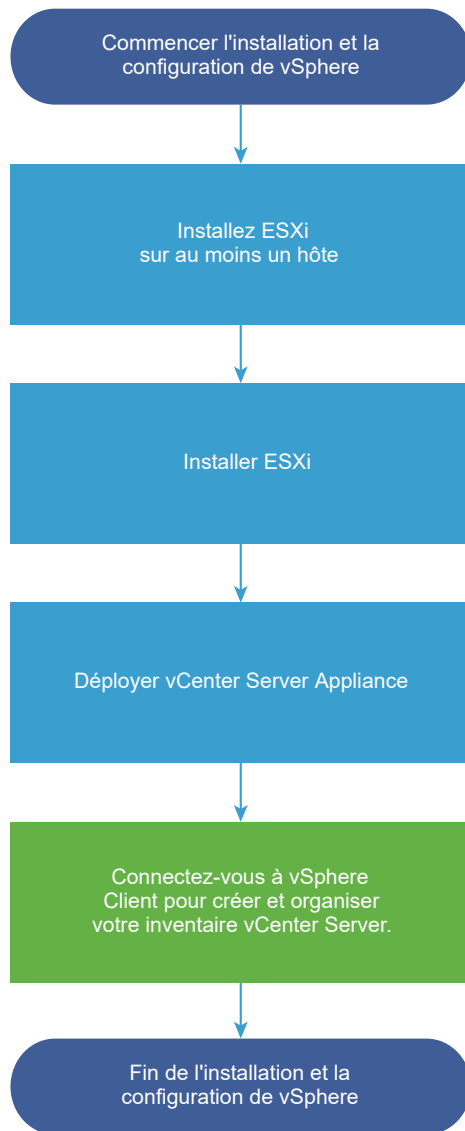 Commencer l'installation et la
configuration de vSphere
Installez ESXi
sur au moins un hôte
Installer ESXi
Déployer vCenter Server Appliance
Connectez-vous à vSphere
Client pour créer et organiser
votre inventaire vCenter Server.
Fin de l'installation et la
configuration de vSphere